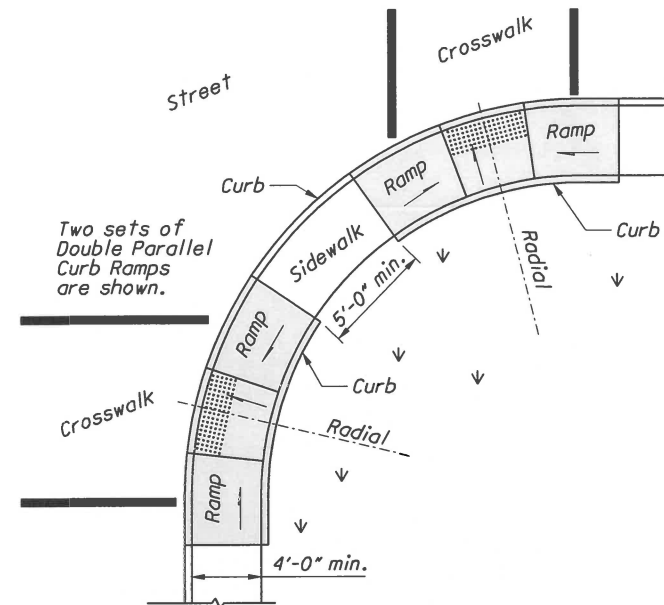 Crosswalk
Street
Ramp
Ramp
Curb
Curb
Two sets of
Double Parallel
Curb Ramps
are shown.
Sidewalk
Radial
5'-0" min.
Ramp
Curb
Crosswalk
Radial
Ramp
4'-0" min.